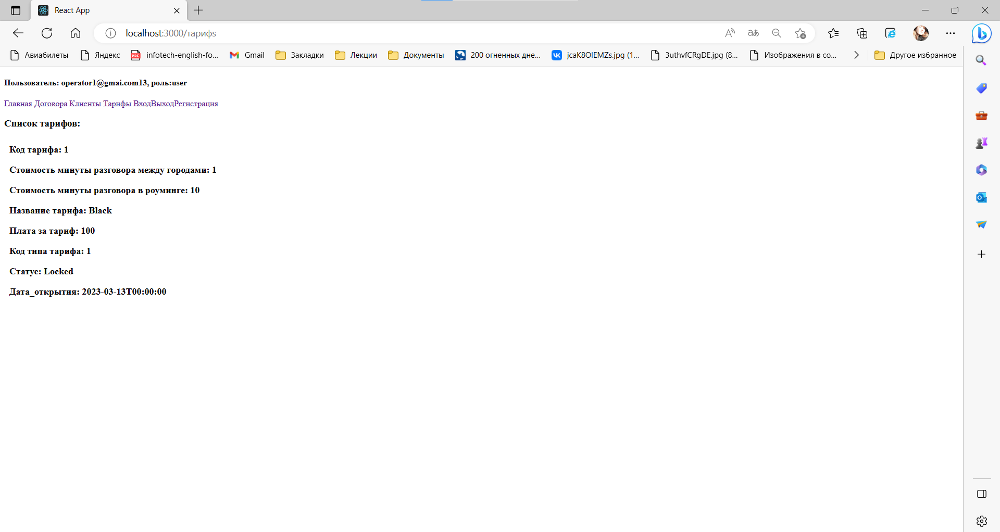 React App
localhost:3000/тарифs
Авиабилеты Яндекс infotech-english-fo... Gmail Закладки Лекции Документы 200 огненных дне... jcaK8OIEMZs.jpg (1... 3uthvfCRgDE.jpg (8... Изображения в со... Другое избранное
Пользователь: operator1@gmai.com13, роль:user
Главная Договора Клиенты Тарифы ВходВыходРегистрация
Список тарифов:
Код тарифа: 1
Стоимость минуты разговора между городами: 1
Стоимость минуты разговора в роуминге: 10
Название тарифа: Black
Плата за тариф: 100
Код типа тарифа: 1
Статус: Locked
Дата_открытия: 2023-03-13T00:00:00